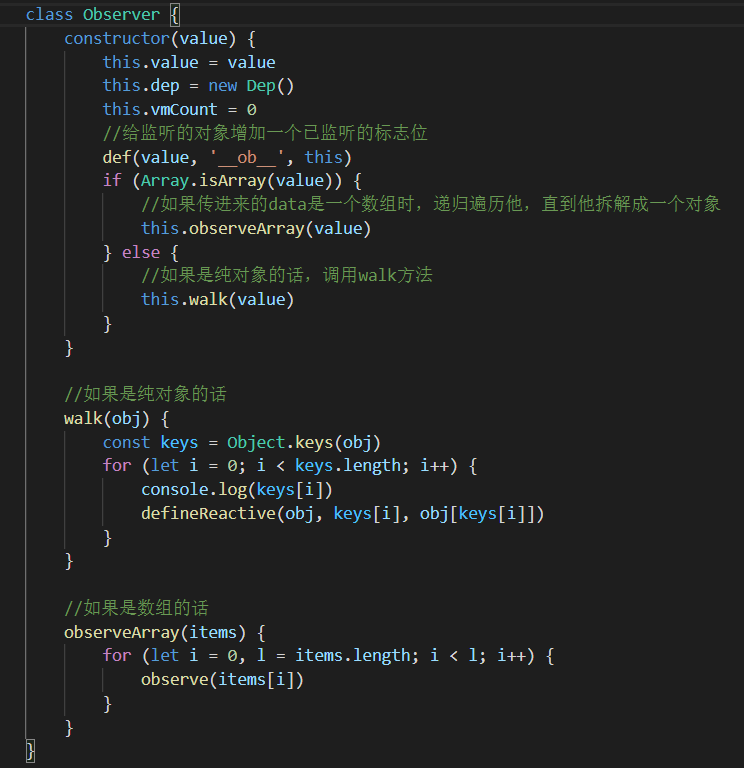 class Observer {
    constructor(value) {
        this.value = value
        this.dep = new Dep()
        this.vmCount = 0
        //给监听的对象增加一个已监听的标志位
        def(value, '__ob__', this)
        if (Array.isArray(value)) {
            //如果传进来的data是一个数组时，递归遍历他，直到他拆解成一个对象
            this.observeArray(value)
        } else {
            //如果是纯对象的话，调用walk方法
            this.walk(value)
        }
    }

    //如果是纯对象的话
    walk(obj) {
        const keys = Object.keys(obj)
        for (let i = 0; i < keys.length; i++) {
            console.log(keys[i])
            defineReactive(obj, keys[i], obj[keys[i]])
        }
    }

    //如果是数组的话
    observeArray(items) {
        for (let i = 0, l = items.length; i < l; i++) {
            observe(items[i])
        }
    }
}